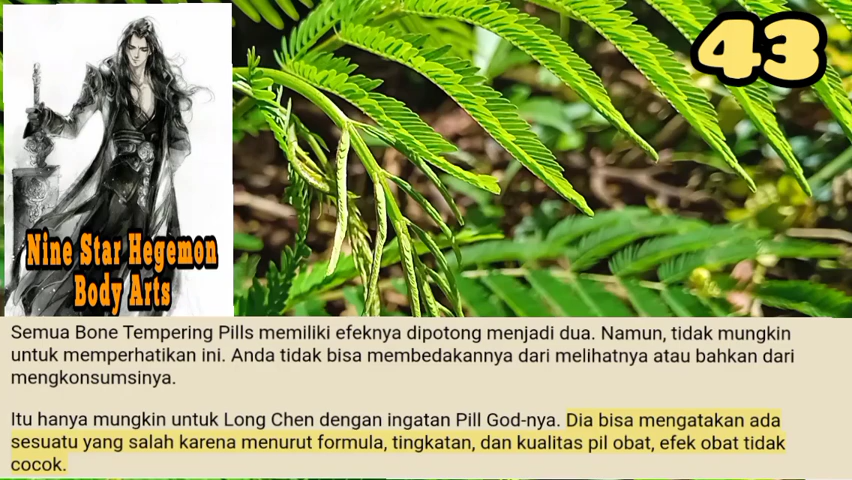 43
Nine Star Hegemon
Body Arts
Semua Bone Tempering Pills memiliki efeknya dipotong menjadi dua. Namun, tidak mungkin
untuk memperhatikan ini. Anda tidak bisa membedakannya dari melihatnya atau bahkan dari
mengkonsumsinya.
Itu hanya mungkin untuk Long Chen dengan ingatan Pill God-nya. Dia bisa mengatakan ada
sesuatu yang salah karena menurut formula, tingkatan, dan kualitas pil obat, efek obat tidak
cocok.